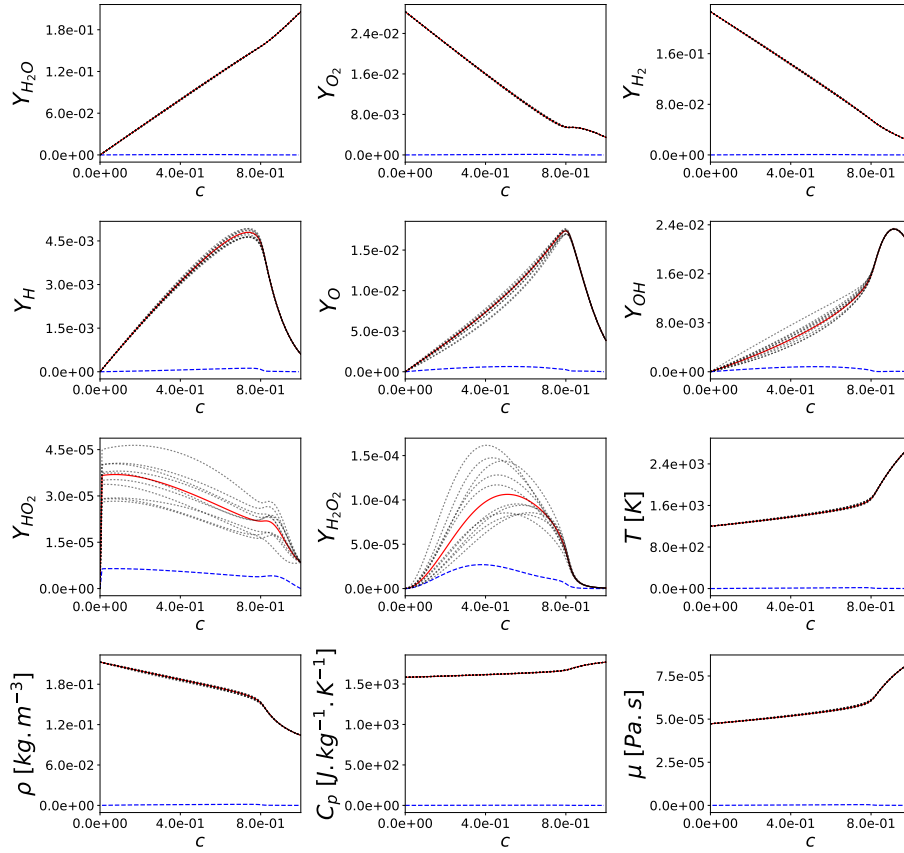 Y_{H_2O}
1.8e−01
1.2e−01
6.0e−02
0.0e+00
0.0e+00 4.0e−01 8.0e−01
c
Y_{O_2}
2.4e−02
1.6e−02
8.0e−03
0.0e+00
0.0e+00 4.0e−01 8.0e−01
c
Y_{H_2}
1.8e−01
1.2e−01
6.0e−02
0.0e+00
0.0e+00 4.0e−01 8.0e−01
c
Y_H
4.5e−03
3.0e−03
1.5e−03
0.0e+00
0.0e+00 4.0e−01 8.0e−01
c
Y_O
1.5e−02
1.0e−02
5.0e−03
0.0e+00
0.0e+00 4.0e−01 8.0e−01
c
Y_{OH}
2.4e−02
1.6e−02
8.0e−03
0.0e+00
0.0e+00 4.0e−01 8.0e−01
c
Y_{HO_2}
4.5e−05
3.0e−05
1.5e−05
0.0e+00
0.0e+00 4.0e−01 8.0e−01
c
Y_{H_2O_2}
1.5e−04
1.0e−04
5.0e−05
0.0e+00
0.0e+00 4.0e−01 8.0e−01
c
T [K]
2.4e+03
1.6e+03
8.0e+02
0.0e+00
0.0e+00 4.0e−01 8.0e−01
c
ρ [kg.m^{−3}]
1.8e−01
1.2e−01
6.0e−02
0.0e+00
0.0e+00 4.0e−01 8.0e−01
c
C_p [J.kg^{−1}.K^{−1}]
1.5e+03
1.0e+03
5.0e+02
0.0e+00
0.0e+00 4.0e−01 8.0e−01
c
μ [Pa.s]
7.5e−05
5.0e−05
2.5e−05
0.0e+00
0.0e+00 4.0e−01 8.0e−01
c